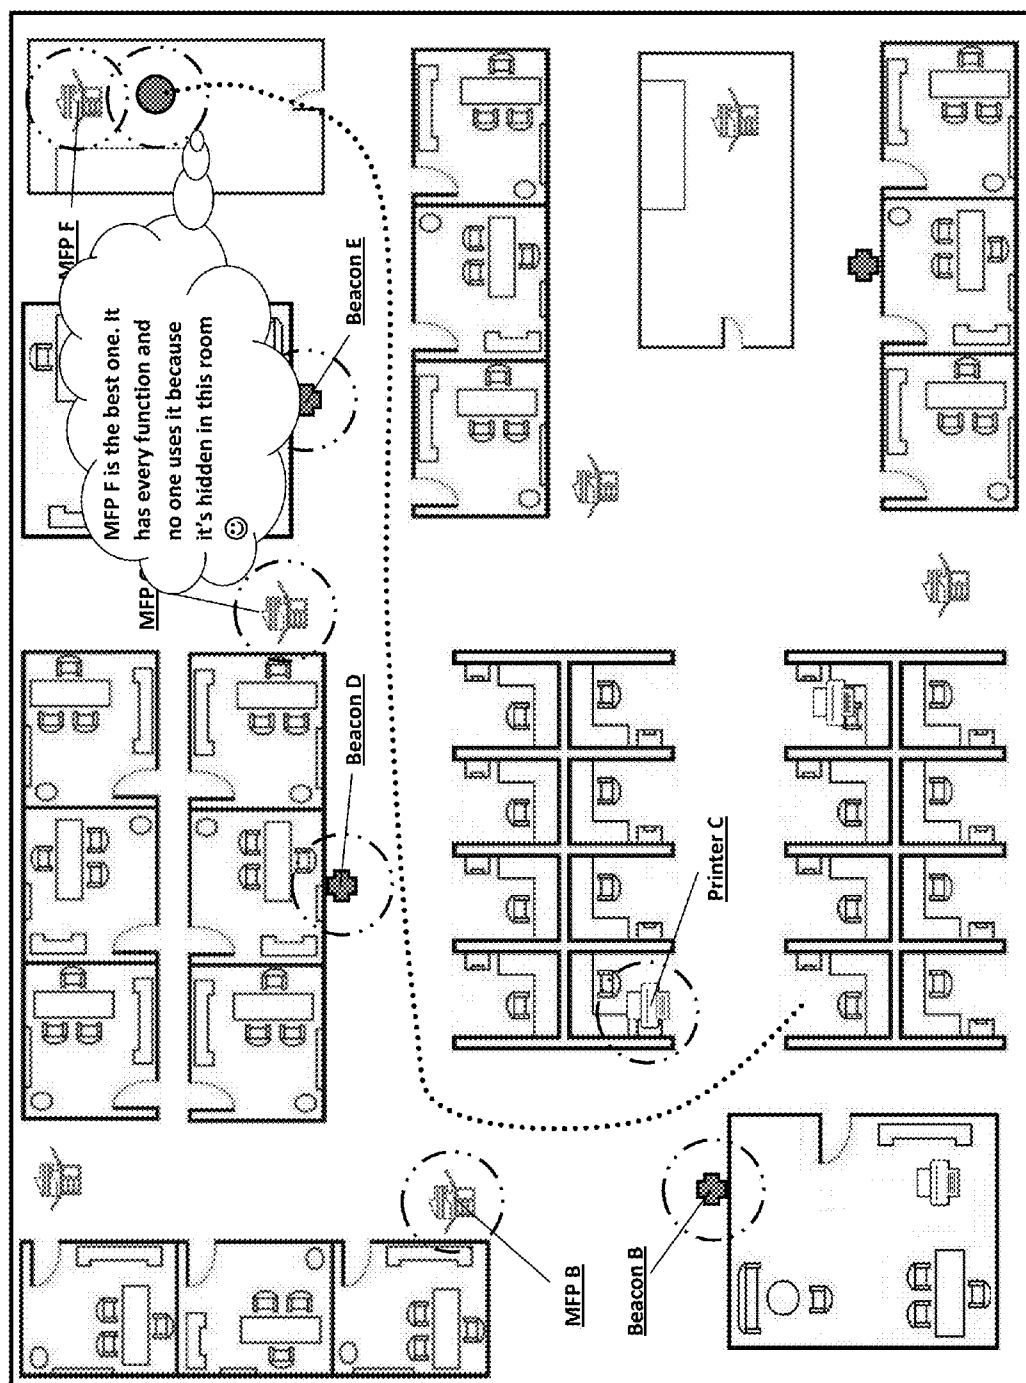 MFP F
MFP F is the best one. It
has every function and
no one uses it because
it's hidden in this room
☺
MFP
Beacon D
Beacon E
MFP B
Beacon B
Printer C